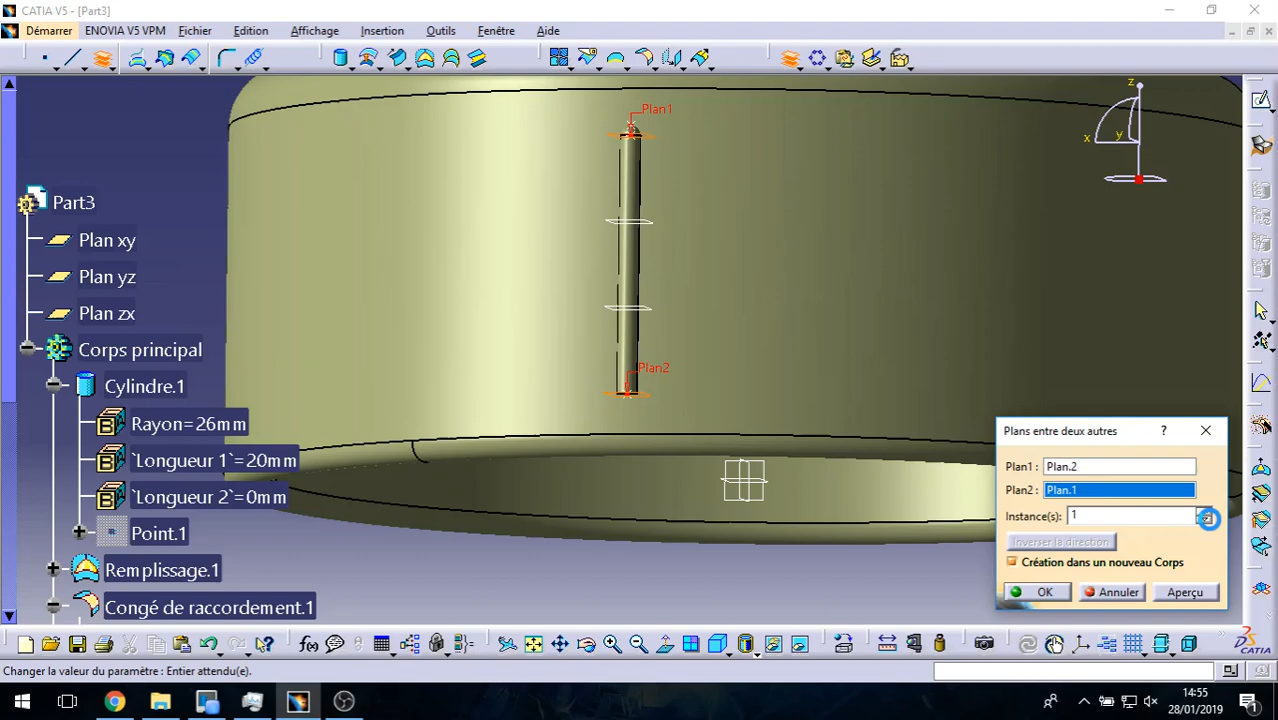 CATIA V5 - [Part3]
Démarrer ENOVIA V5 VPM Fichier Edition Affichage Insertion Outils Fenêtre Aide
Plan1
z
x y
Part3
Plan xy
Plan yz
Plan zx
Corps principal
Plan2
Cylindre.1
Rayon=26mm
`Longueur 1`=20mm
`Longueur 2`=0mm
Point.1
Remplissage.1
Congé de raccordement.1
Plans entre deux autres ?
Plan1 : Plan.2
Plan2 : Plan.1
Instance(s): 1
Inverser la direction
Création dans un nouveau Corps
OK Annuler Aperçu
f(x)
CATIA
Changer la valeur du paramètre : Entier attendu(e).
14:55
28/01/2019
1